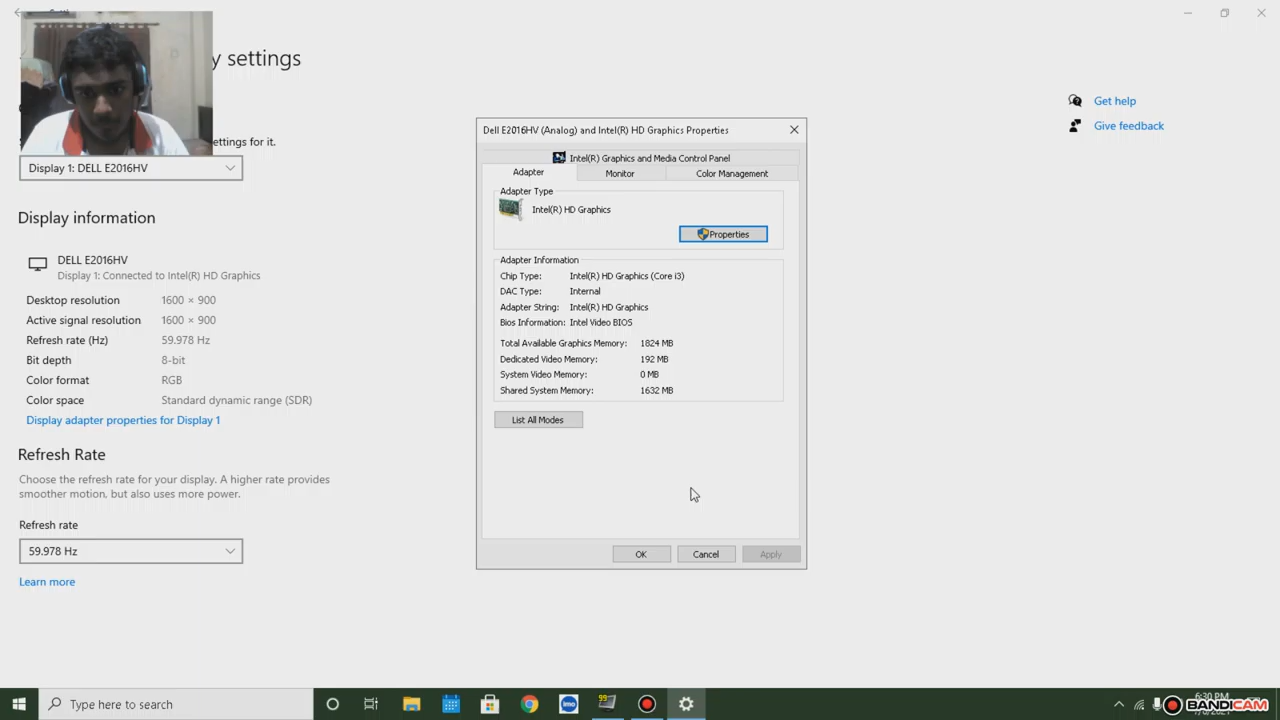 y settings
ettings for it.
Display 1: DELL E2016HV
Display information
DELL E2016HV
Display 1: Connected to Intel(R) HD Graphics
Desktop resolution 1600 × 900
Active signal resolution 1600 × 900
Refresh rate (Hz) 59.978 Hz
Bit depth 8-bit
Color format RGB
Color space Standard dynamic range (SDR)
Display adapter properties for Display 1
Refresh Rate
Choose the refresh rate for your display. A higher rate provides
smoother motion, but also uses more power.
Refresh rate
59.978 Hz
Learn more
Dell E2016HV (Analog) and Intel(R) HD Graphics Properties
Intel(R) Graphics and Media Control Panel
Adapter Monitor Color Management
Adapter Type
Intel(R) HD Graphics
Properties
Adapter Information
Chip Type: Intel(R) HD Graphics (Core i3)
DAC Type: Internal
Adapter String: Intel(R) HD Graphics
Bios Information: Intel Video BIOS
Total Available Graphics Memory: 1824 MB
Dedicated Video Memory: 192 MB
System Video Memory: 0 MB
Shared System Memory: 1632 MB
List All Modes
OK Cancel Apply
Get help
Give feedback
Type here to search
imo
99
6:30 PM
BANDICAM